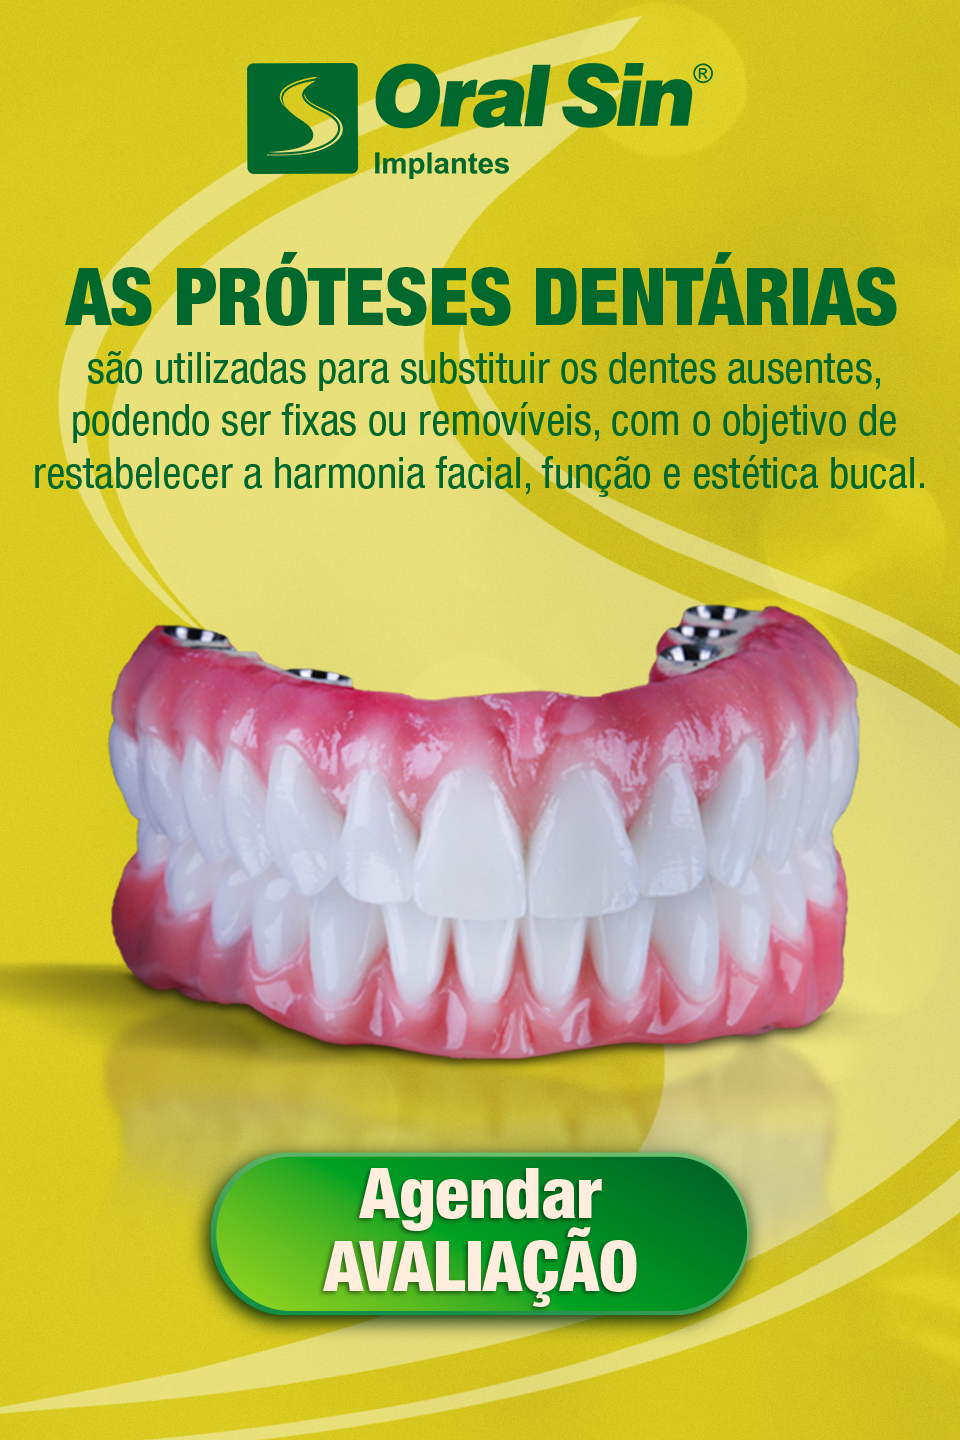 Oral Sin®
Implantes
AS PRÓTESES DENTÁRIAS
são utilizadas para substituir os dentes ausentes,
podendo ser fixas ou removíveis, com o objetivo de
restabelecer a harmonia facial, função e estética bucal.
Agendar
AVALIAÇÃO